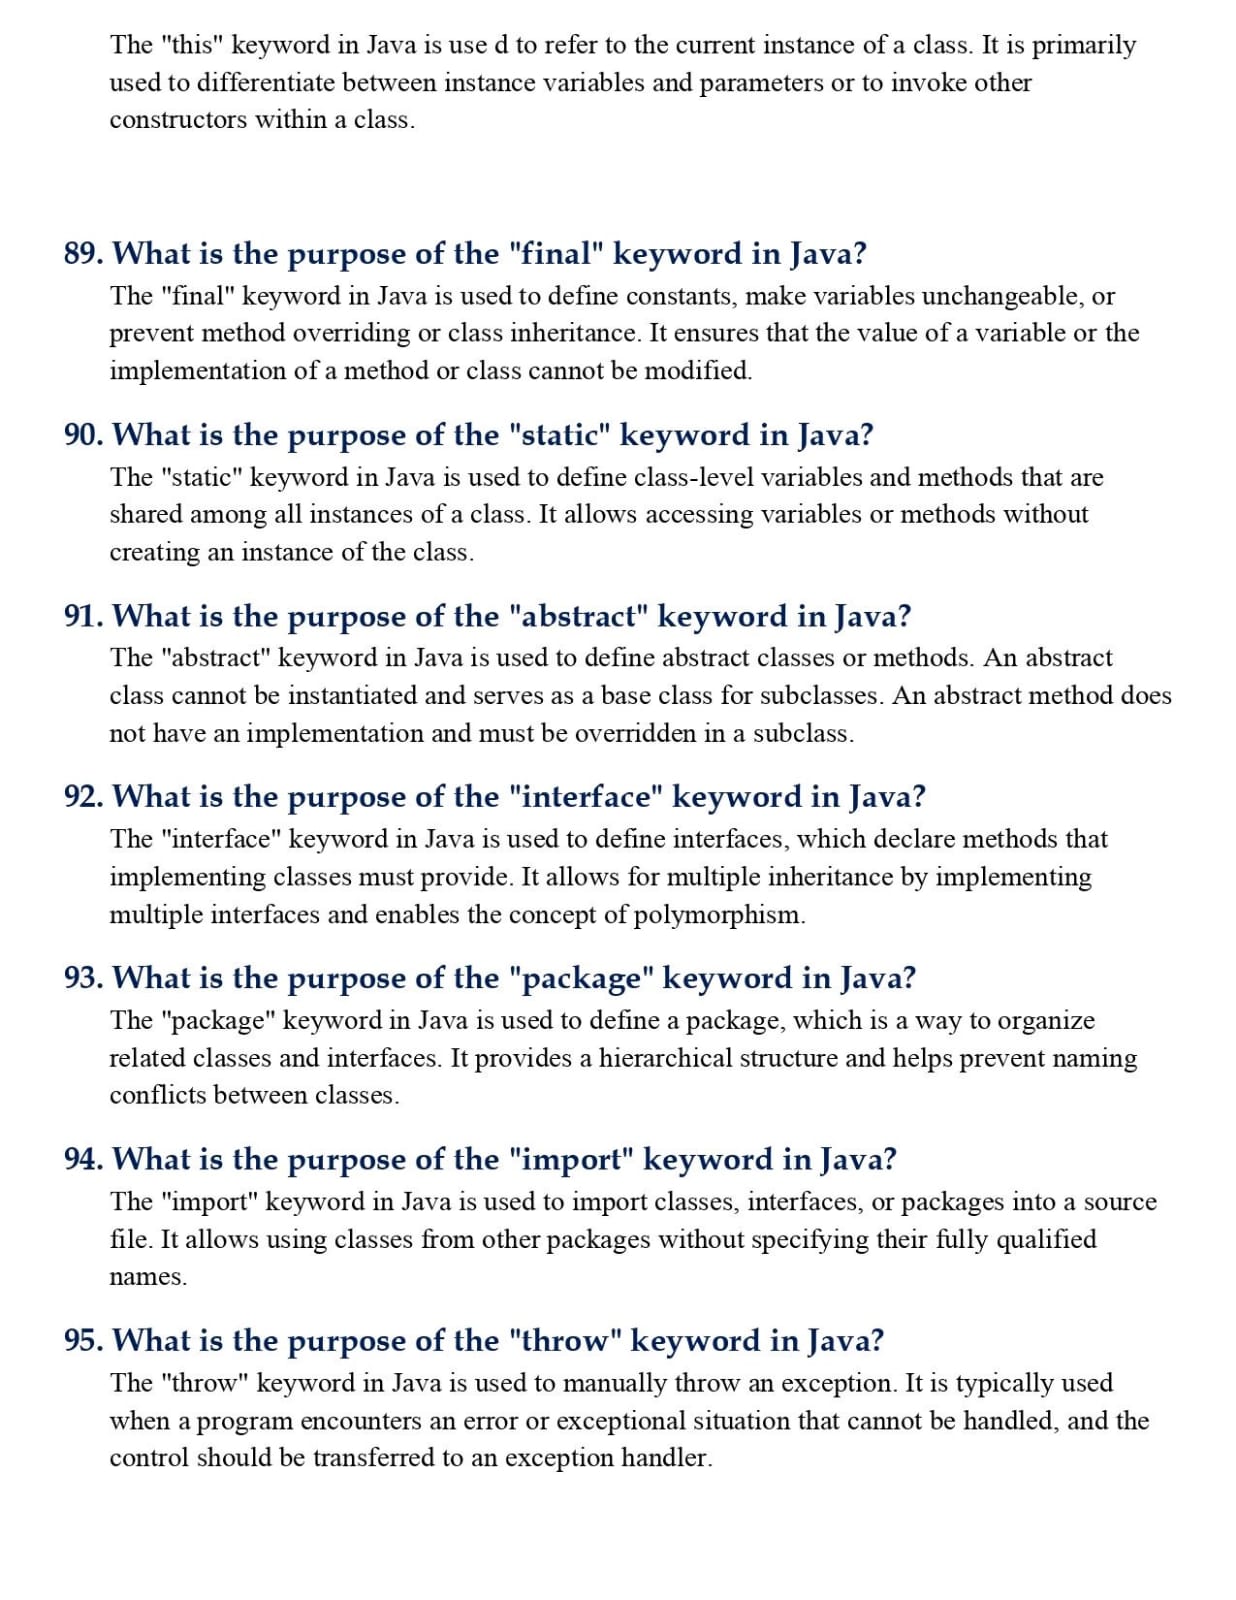 The "this" keyword in Java is use d to refer to the current instance of a class. It is primarily
used to differentiate between instance variables and parameters or to invoke other
constructors within a class.
89. What is the purpose of the "final" keyword in Java?
The "final" keyword in Java is used to define constants, make variables unchangeable, or
prevent method overriding or class inheritance. It ensures that the value of a variable or the
implementation of a method or class cannot be modified.
90. What is the purpose of the "static" keyword in Java?
The "static" keyword in Java is used to define class-level variables and methods that are
shared among all instances of a class. It allows accessing variables or methods without
creating an instance of the class.
91. What is the purpose of the "abstract" keyword in Java?
The "abstract" keyword in Java is used to define abstract classes or methods. An abstract
class cannot be instantiated and serves as a base class for subclasses. An abstract method does
not have an implementation and must be overridden in a subclass.
92. What is the purpose of the "interface" keyword in Java?
The "interface" keyword in Java is used to define interfaces, which declare methods that
implementing classes must provide. It allows for multiple inheritance by implementing
multiple interfaces and enables the concept of polymorphism.
93. What is the purpose of the "package" keyword in Java?
The "package" keyword in Java is used to define a package, which is a way to organize
related classes and interfaces. It provides a hierarchical structure and helps prevent naming
conflicts between classes.
94. What is the purpose of the "import" keyword in Java?
The "import" keyword in Java is used to import classes, interfaces, or packages into a source
file. It allows using classes from other packages without specifying their fully qualified
names.
95. What is the purpose of the "throw" keyword in Java?
The "throw" keyword in Java is used to manually throw an exception. It is typically used
when a program encounters an error or exceptional situation that cannot be handled, and the
control should be transferred to an exception handler.